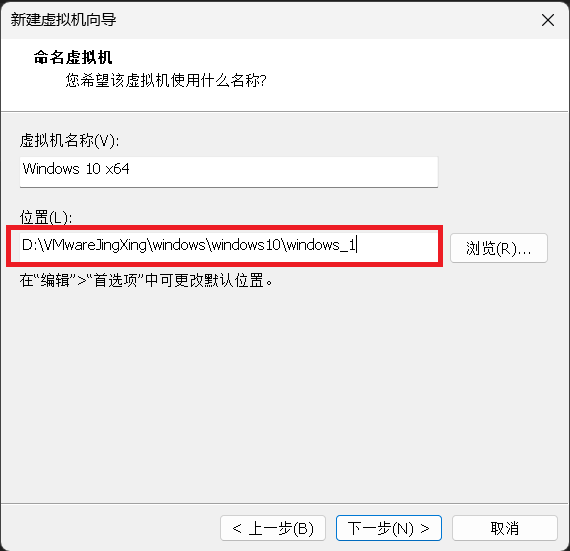 新建虚拟机向导
命名虚拟机
您希望该虚拟机使用什么名称?
虚拟机名称(V):
Windows 10 x64
位置(L):
D:\VMwareJingXing\windows\windows10\windows_1
浏览(R)...
在“编辑”>“首选项”中可更改默认位置。
< 上一步(B) 下一步(N) > 取消